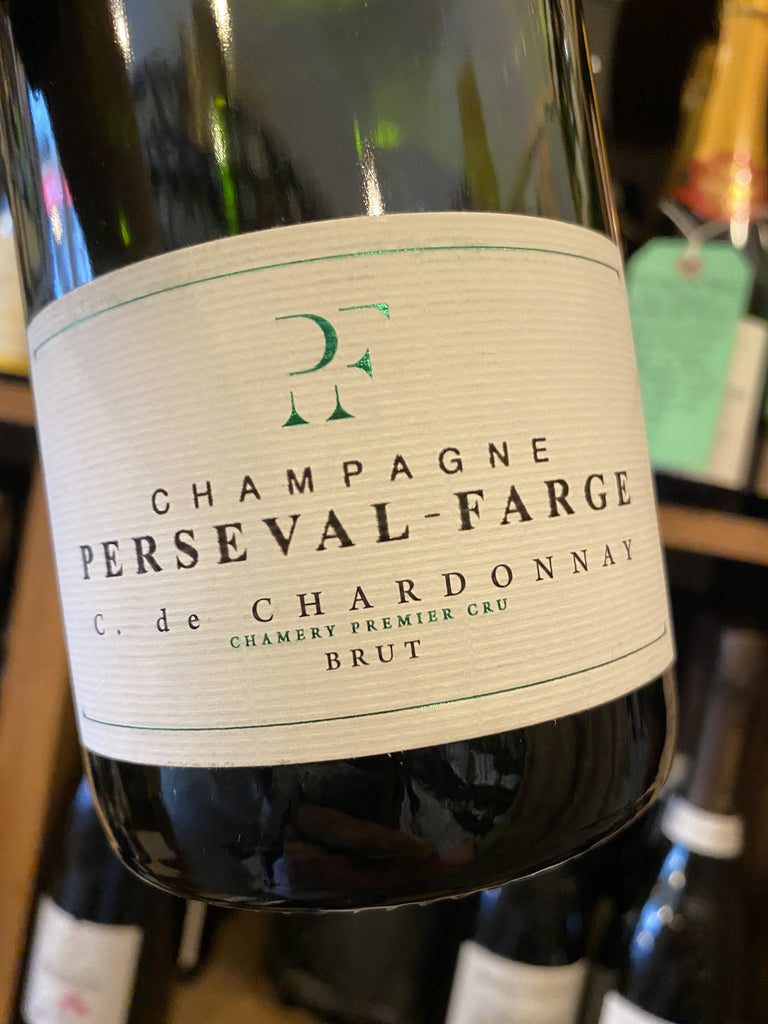 PF
CHAMPAGNE
PERSEVAL-FARGE
C. de CHARDONNAY
CHAMERY PREMIER CRU
BRUT